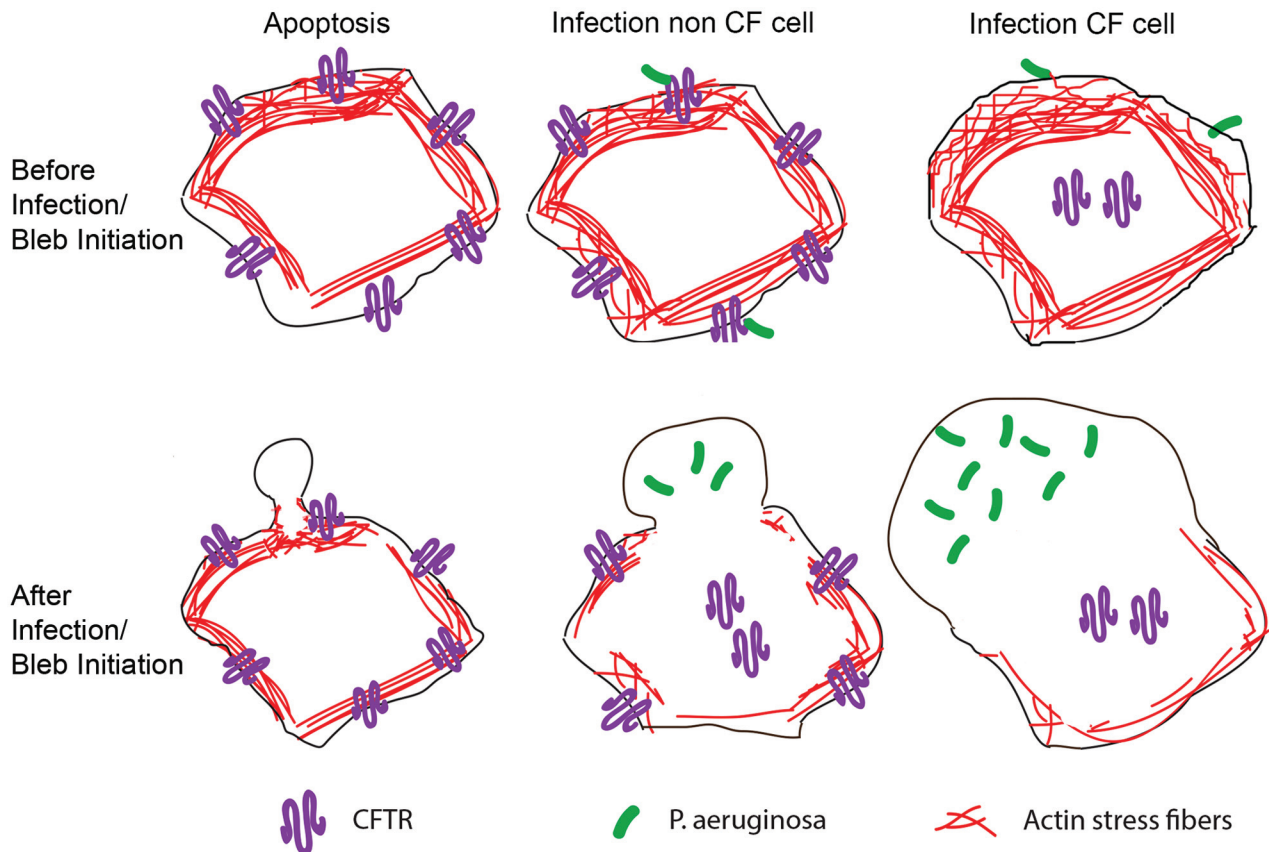 Apoptosis
Infection non CF cell
Infection CF cell
Before
Infection/
Bleb Initiation
After
Infection/
Bleb Initiation
CFTR
P. aeruginosa
Actin stress fibers